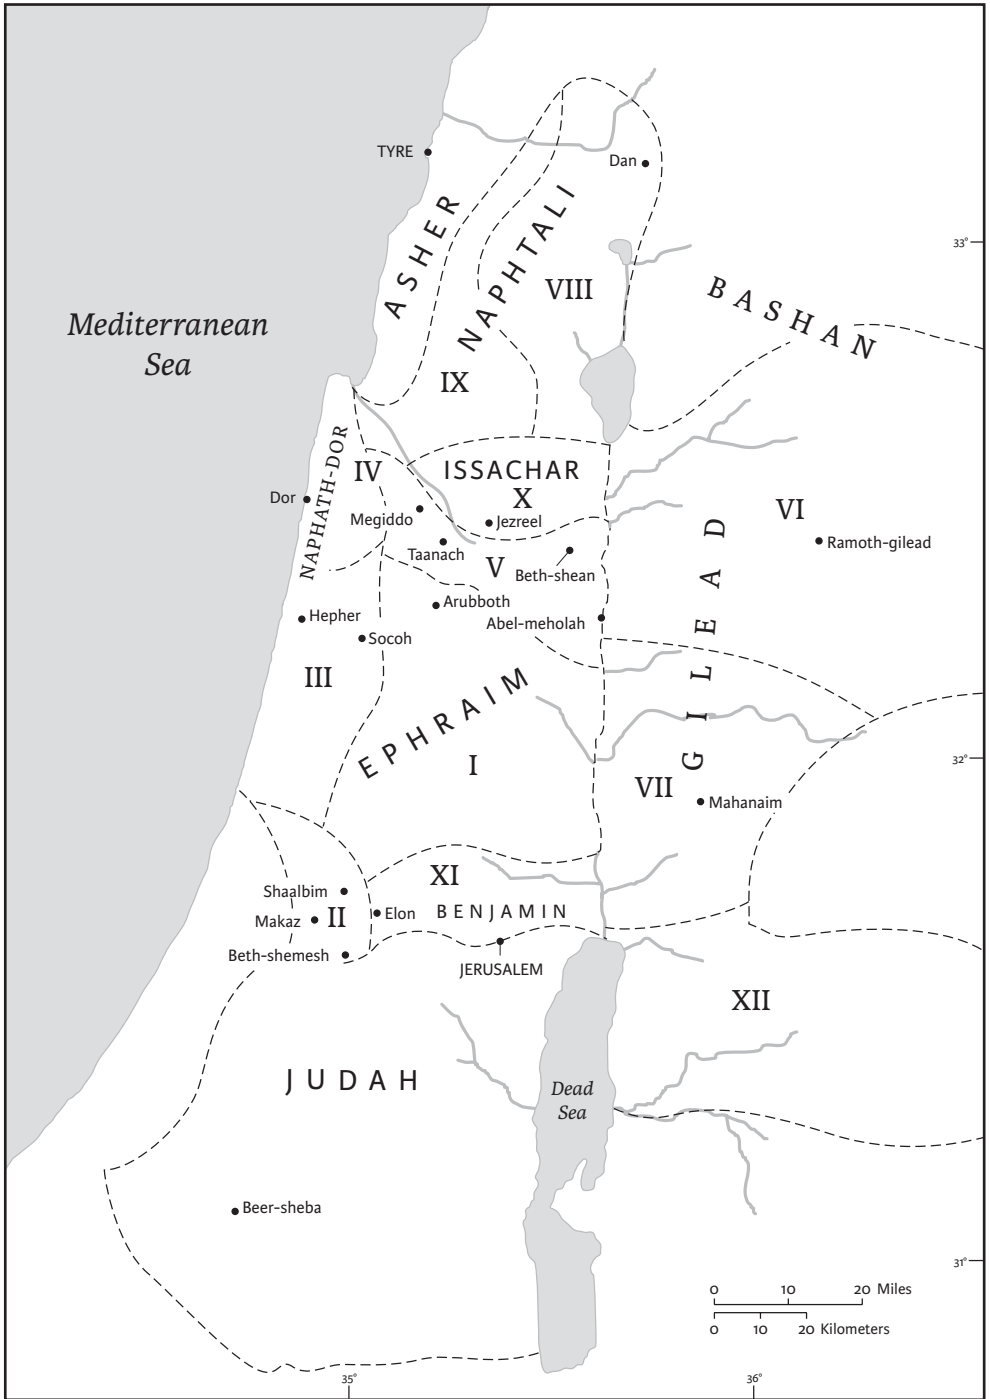 TYRE
Dan
ASHER
NAPHTALI
33°
VIII
BASHAN
Mediterranean
Sea
IX
NAPHATH-DOR
IV
ISSACHAR
X
Dor
Megiddo
Jezreel
VI
Taanach
Ramoth-gilead
V
Beth-shean
GILEAD
Arubboth
Hepher
Abel-meholah
Socoh
III
EPHRAIM
I
32°
VII
Mahanaim
XI
Shaalbim
Makaz
II
Elon
BENJAMIN
Beth-shemesh
JERUSALEM
XII
JUDAH
Dead
Sea
Beer-sheba
31°
0 10 20 Miles
0 10 20 Kilometers
35°
36°